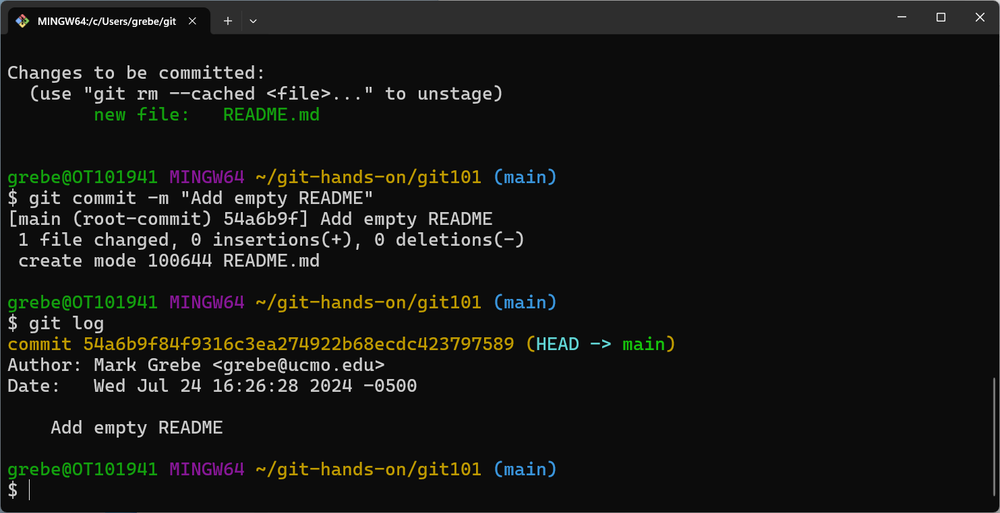 MINGW64:/c/Users/grebe/git
Changes to be committed:
  (use "git rm --cached <file>..." to unstage)
        new file:   README.md
grebe@OT101941 MINGW64 ~/git-hands-on/git101 (main)
$ git commit -m "Add empty README"
[main (root-commit) 54a6b9f] Add empty README
 1 file changed, 0 insertions(+), 0 deletions(-)
 create mode 100644 README.md
grebe@OT101941 MINGW64 ~/git-hands-on/git101 (main)
$ git log
commit 54a6b9f84f9316c3ea274922b68ecdc423797589 (HEAD -> main)
Author: Mark Grebe <grebe@ucmo.edu>
Date:   Wed Jul 24 16:26:28 2024 -0500
    Add empty README
grebe@OT101941 MINGW64 ~/git-hands-on/git101 (main)
$